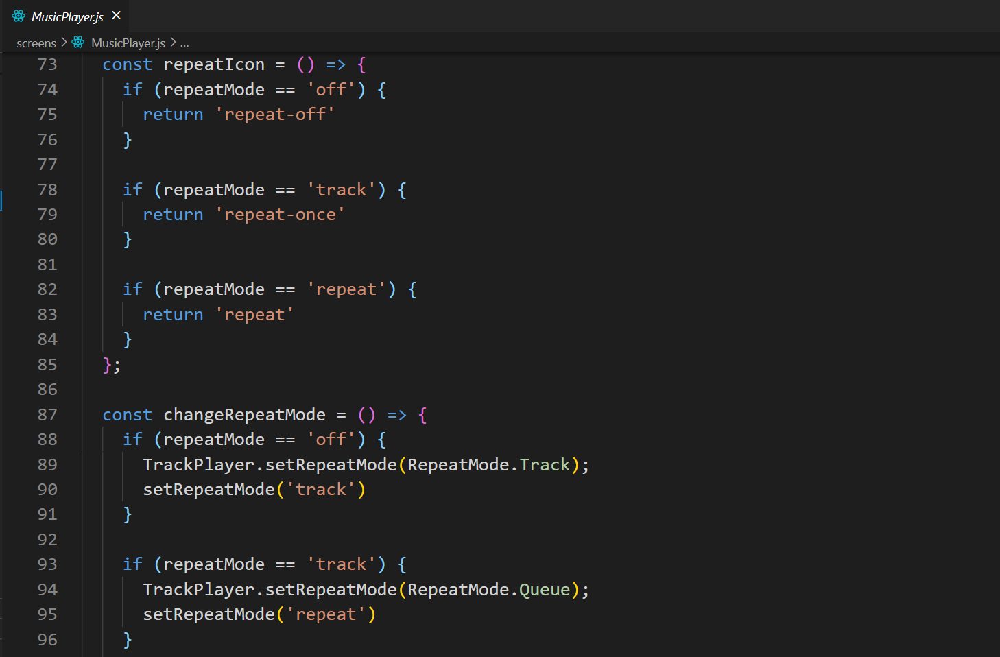 MusicPlayer.js ×
screens > MusicPlayer.js > ...
73 const repeatIcon = () => {
74 if (repeatMode == 'off') {
75 return 'repeat-off'
76 }
77
78 if (repeatMode == 'track') {
79 return 'repeat-once'
80 }
81
82 if (repeatMode == 'repeat') {
83 return 'repeat'
84 }
85 };
86
87 const changeRepeatMode = () => {
88 if (repeatMode == 'off') {
89 TrackPlayer.setRepeatMode(RepeatMode.Track);
90 setRepeatMode('track')
91 }
92
93 if (repeatMode == 'track') {
94 TrackPlayer.setRepeatMode(RepeatMode.Queue);
95 setRepeatMode('repeat')
96 }